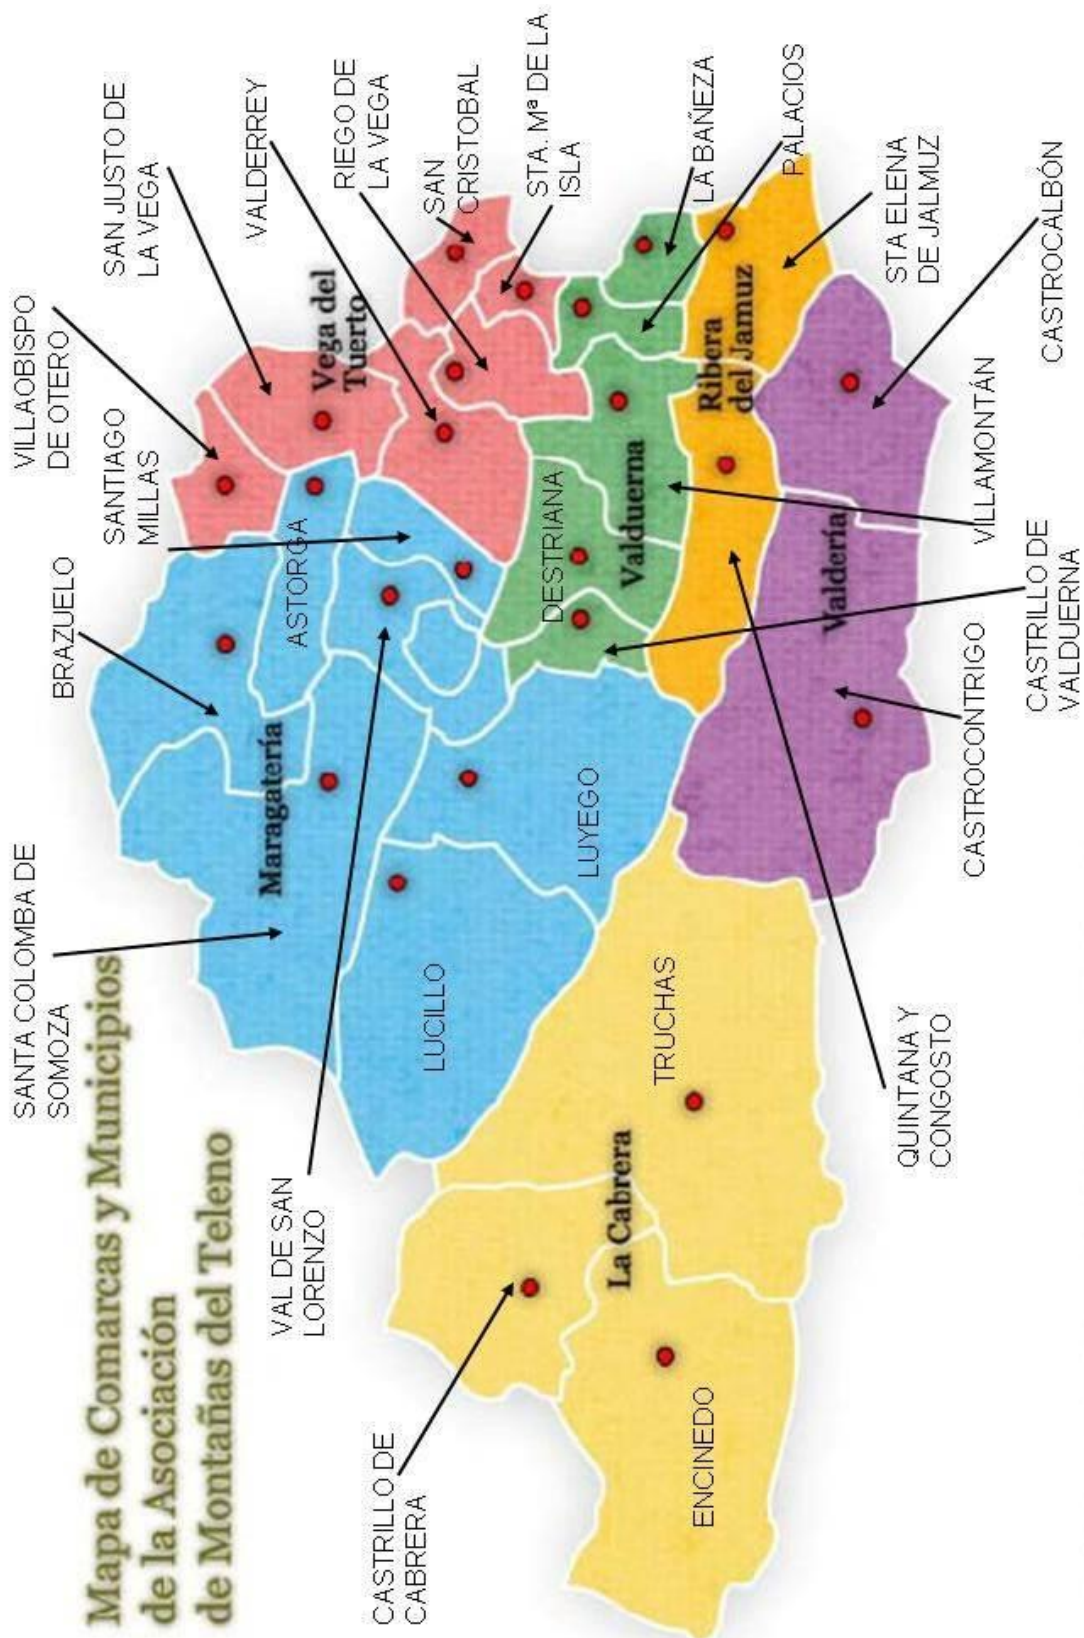 Mapa de Comarcas y Municipios
de la Asociación
de Montañas del Teleno
SANTA COLOMBA DE
SOMOZA
BRAZUELO
SANTIAGO
MILLAS
VILLAOBISPO
DE OTERO
SAN JUSTO DE
LA VEGA
VALDERREY
RIEGO DE
LA VEGA
SAN
CRISTOBAL
STA. Mª DE LA
ISLA
LA BAÑEZA
PALACIOS
STA ELENA
DE JALMUZ
CASTROCALBÓN
VILLAMONTÁN
CASTRILLO DE
VALDUERNA
CASTROCONTRIGO
QUINTANA Y
CONGOSTO
VAL DE SAN
LORENZO
CASTRILLO DE
CABRERA
Maragatería
ASTORGA
Vega del
Tuerto
LUCILLO
LUYEGO
DESTRIANA
Valduerna
Ribera
del Jamuz
Valdería
TRUCHAS
La Cabrera
ENCINEDO